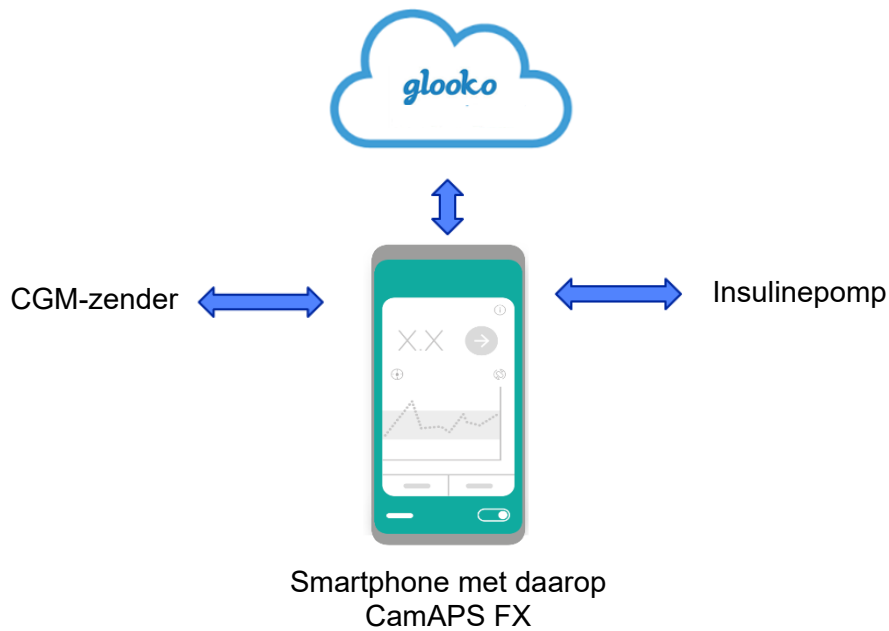 glooko
CGM-zender
Insulinepomp
X.X
Smartphone met daarop
CamAPS FX